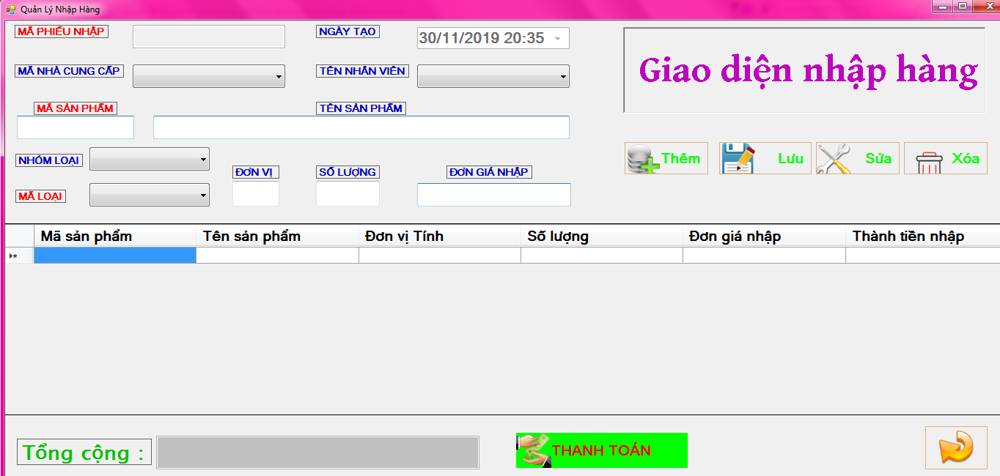 Quản Lý Nhập Hàng
MÃ PHIẾU NHẬP
NGÀY TẠO
30/11/2019 20:35
Giao diện nhập hàng
MÃ NHÀ CUNG CẤP
TÊN NHÂN VIÊN
MÃ SẢN PHẨM
TÊN SẢN PHẨM
Thêm
Lưu
Sửa
Xóa
NHÓM LOẠI
ĐƠN VỊ
SỐ LƯỢNG
ĐƠN GIÁ NHẬP
MÃ LOẠI
Mã sản phẩm
Tên sản phẩm
Đơn vị Tính
Số lượng
Đơn giá nhập
Thành tiền nhập
Tổng cộng :
THANH TOÁN